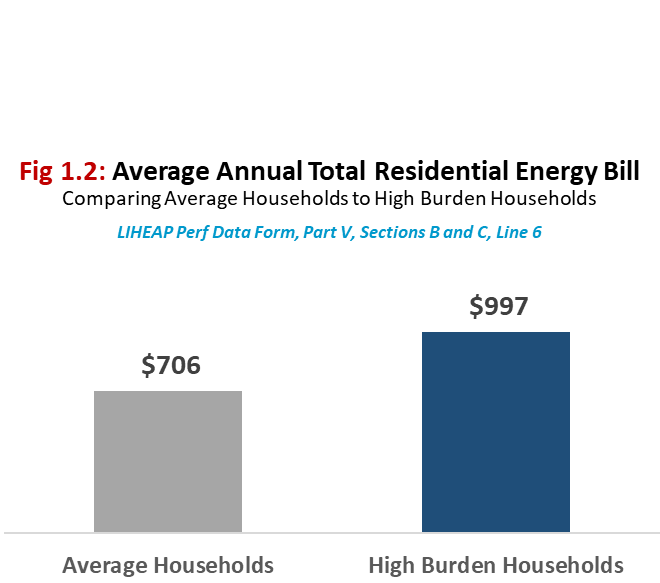 Fig 1.2: Average Annual Total Residential Energy Bill
Comparing Average Households to High Burden Households
LIHEAP Perf Data Form, Part V, Sections B and C, Line 6
$997
$706
Average Households
High Burden Households